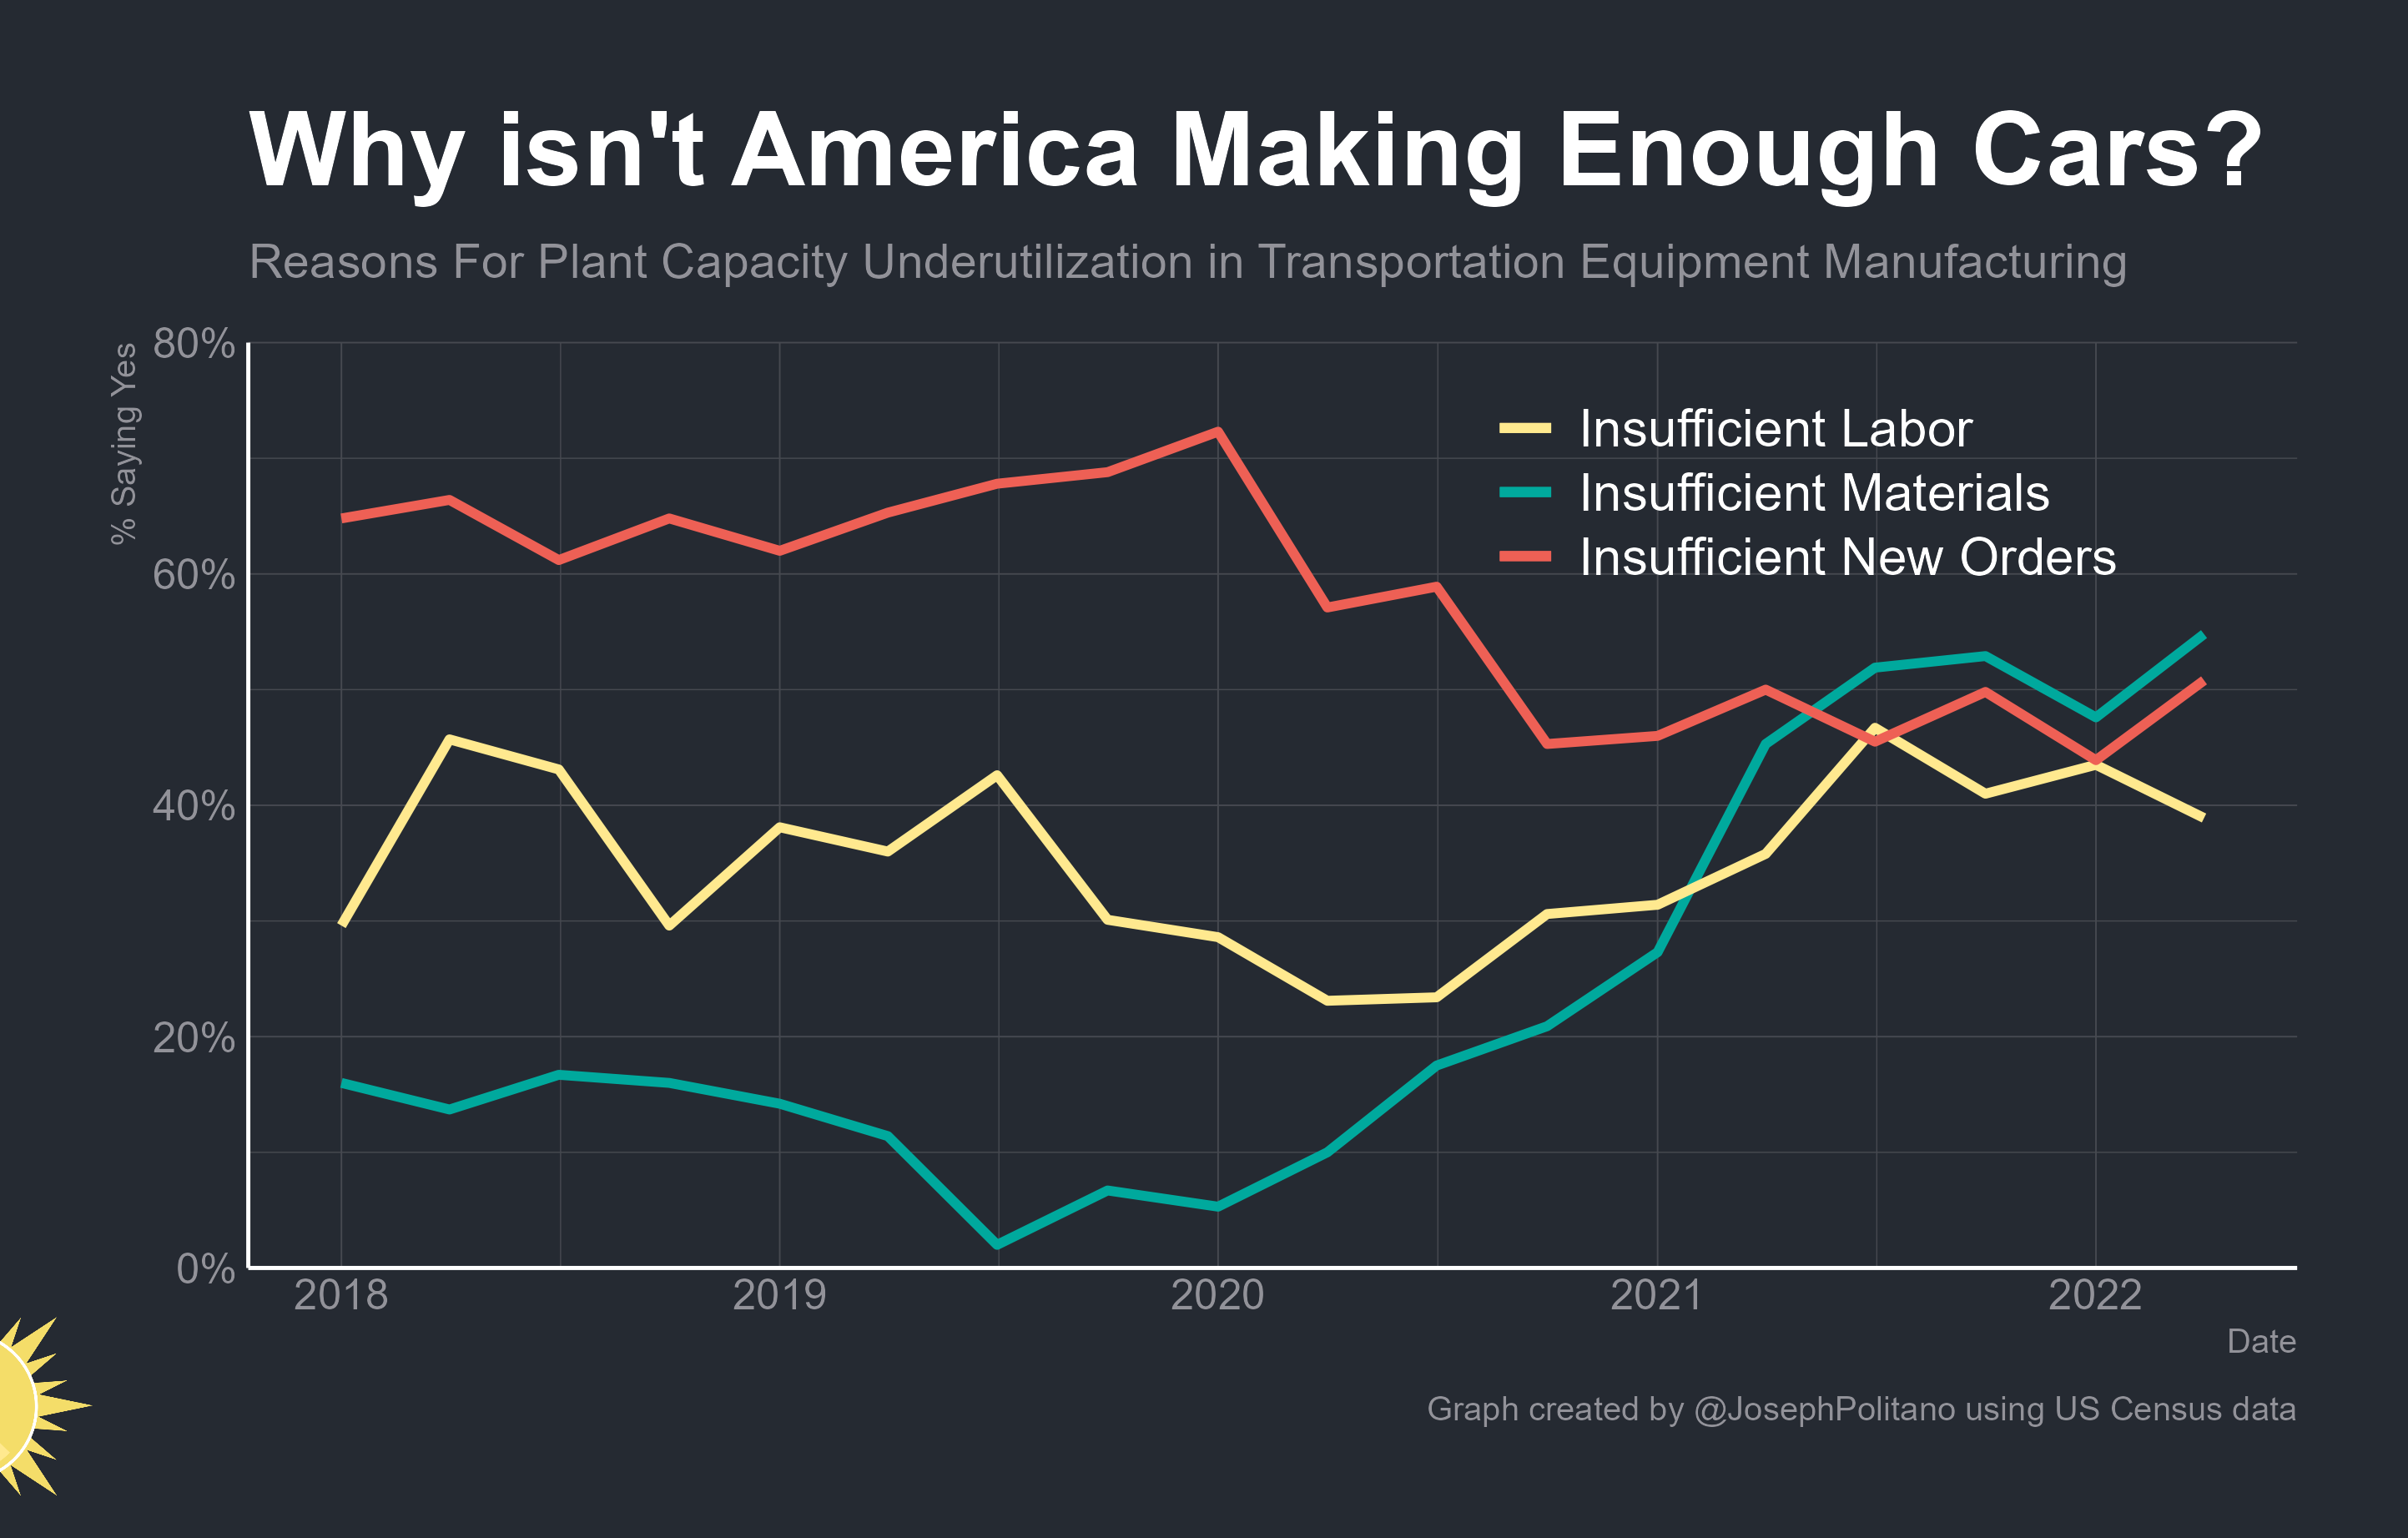 Why isn't America Making Enough Cars?
Reasons For Plant Capacity Underutilization in Transportation Equipment Manufacturing
% Saying Yes
80%
60%
40%
20%
0%
Insufficient Labor
Insufficient Materials
Insufficient New Orders
2018 2019 2020 2021 2022
Date
Graph created by @JosephPolitano using US Census data